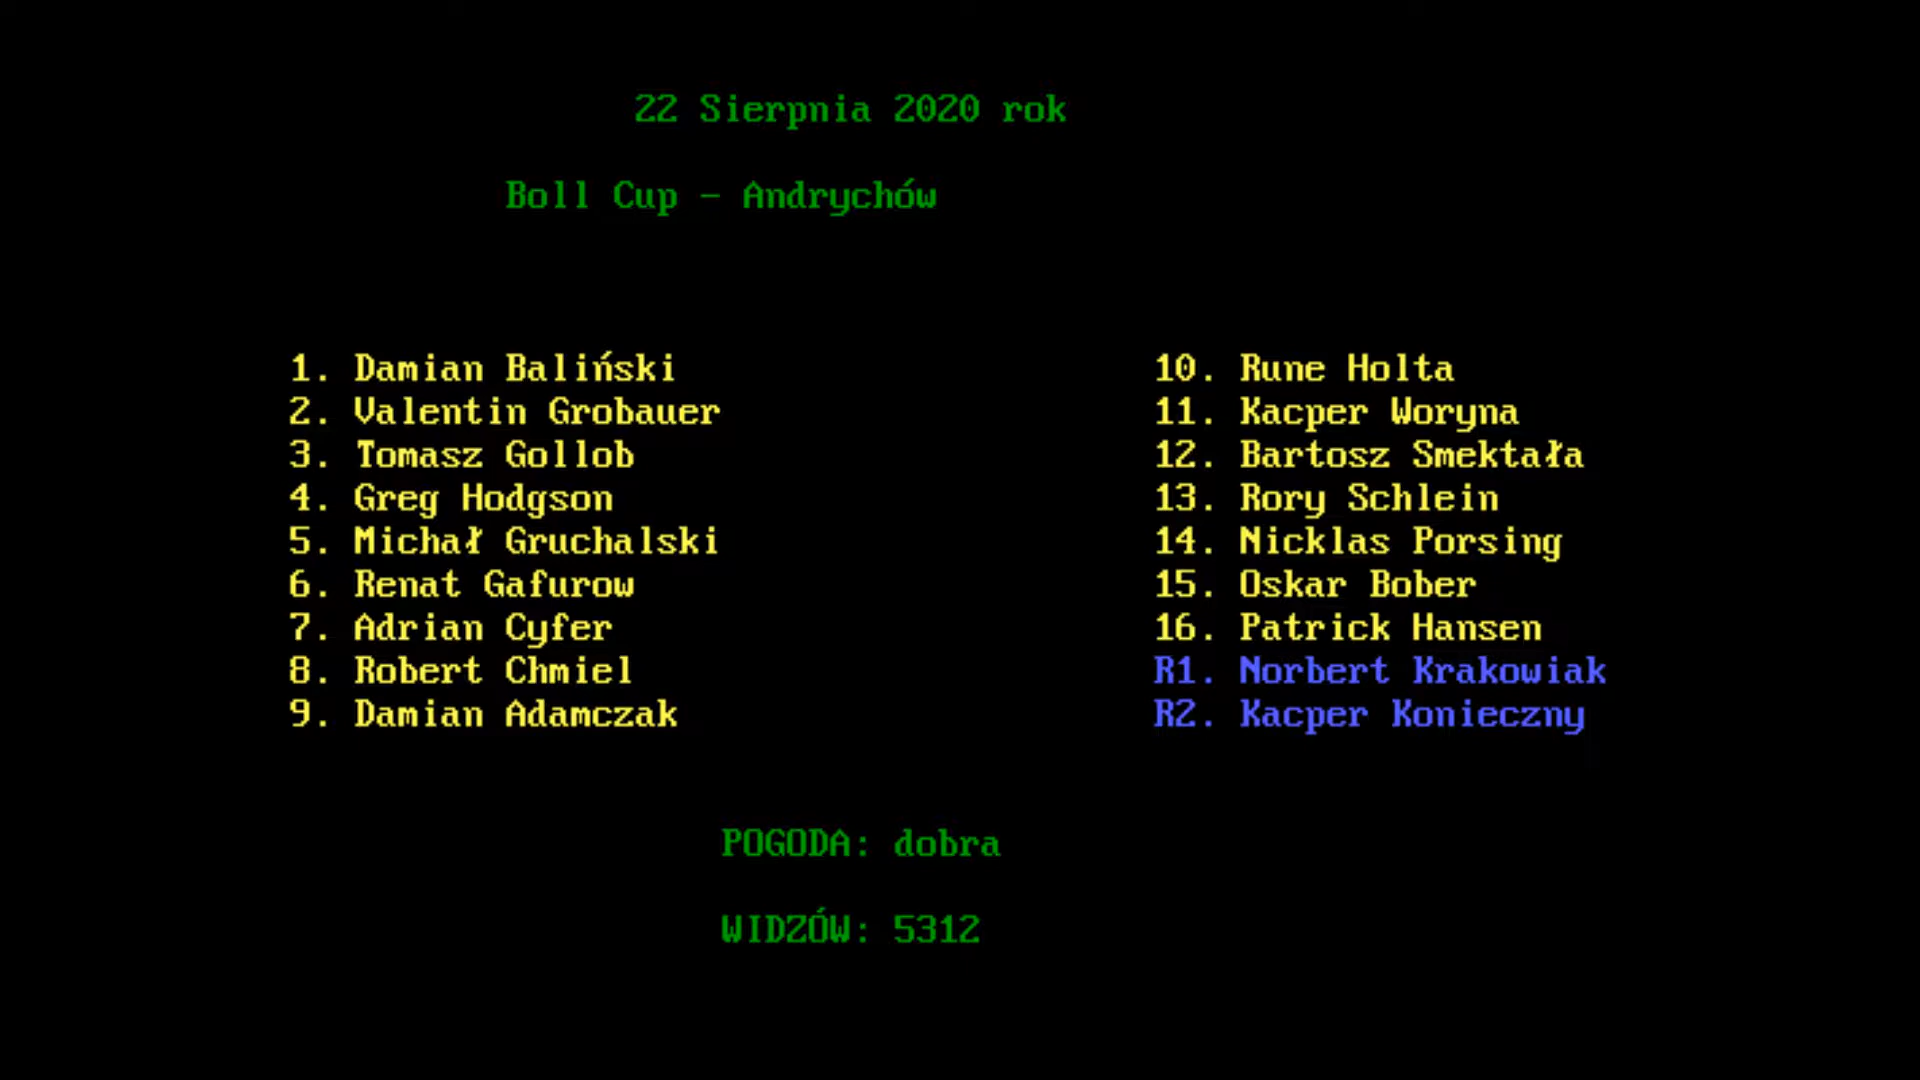 22 Sierpnia 2020 rok
Boll Cup - Andrychów
1. Damian Baliński
2. Valentin Grobauer
3. Tomasz Gollob
4. Greg Hodgson
5. Michał Gruchalski
6. Renat Gafurow
7. Adrian Cyfer
8. Robert Chmiel
9. Damian Adamczak
10. Rune Holta
11. Kacper Woryna
12. Bartosz Smektała
13. Rory Schlein
14. Nicklas Porsing
15. Oskar Bober
16. Patrick Hansen
R1. Norbert Krakowiak
R2. Kacper Konieczny
POGODA: dobra
WIDZÓW: 5312